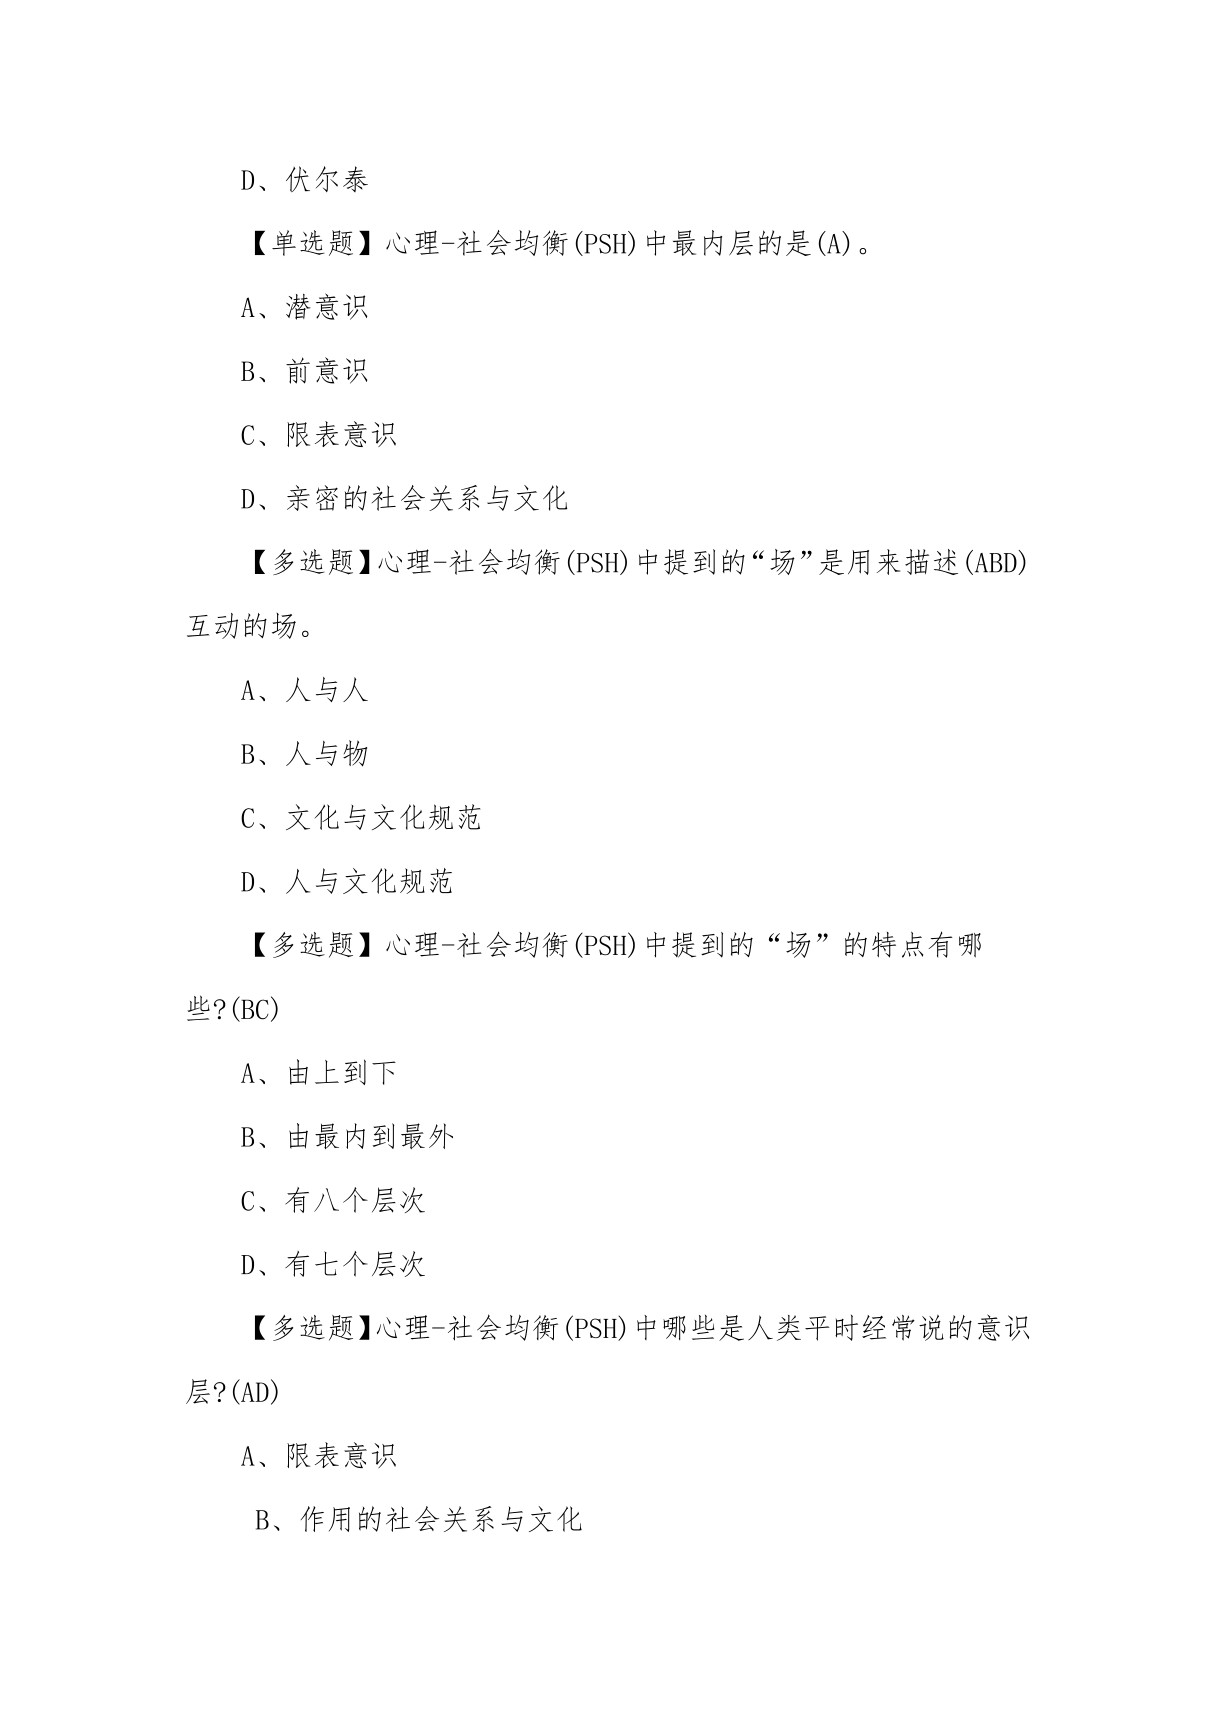 D、伏尔泰
【单选题】心理-社会均衡(PSH)中最内层的是(A)。
A、潜意识
B、前意识
C、限表意识
D、亲密的社会关系与文化
【多选题】心理-社会均衡(PSH)中提到的“场”是用来描述(ABD)
互动的场。
A、人与人
B、人与物
C、文化与文化规范
D、人与文化规范
【多选题】心理-社会均衡(PSH)中提到的“场”的特点有哪
些?(BC)
A、由上到下
B、由最内到最外
C、有八个层次
D、有七个层次
【多选题】心理-社会均衡(PSH)中哪些是人类平时经常说的意识
层?(AD)
A、限表意识
B、作用的社会关系与文化